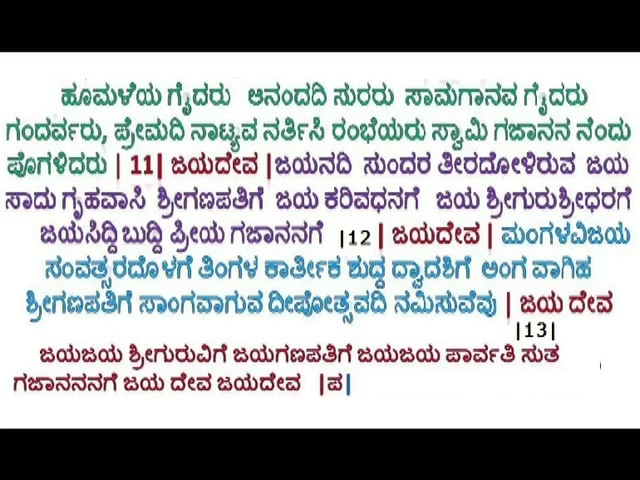 ಹೂಮಳೆಯ ಗೈದರು ಆನಂದದಿ ಸುರರು ಸಾಮಗಾನವ ಗೈದರು
ಗಂದರ್ವರು, ಪ್ರೇಮದಿ ನಾಟ್ಯವ ನರ್ತಿಸಿ ರಂಭೆಯರು ಸ್ವಾಮಿ ಗಜಾನನ ನೆಂದು
ಪೊಗಳಿದರು | 11| ಜಯದೇವ |ಜಯನದಿ ಸುಂದರ ತೀರದೋಳಿರುವ ಜಯ
ಸಾದು ಗೃಹವಾಸಿ ಶ್ರೀಗಣಪತಿಗೆ ಜಯ ಕರಿವಧನಗೆ ಜಯ ಶ್ರೀಗುರುಶ್ರೀಧರಗೆ
ಜಯಸಿದ್ದಿ ಬುದ್ದಿ ಪ್ರೀಯ ಗಜಾನನಗೆ |12 | ಜಯದೇವ | ಮಂಗಳವಿಜಯ
ಸಂವತ್ಸರದೊಳಗೆ ತಿಂಗಳ ಕಾರ್ತೀಕ ಶುದ್ದ ದ್ವಾದಶಿಗೆ ಅಂಗ ವಾಗಿಹ
ಶ್ರೀಗಣಪತಿಗೆ ಸಾಂಗವಾಗುವ ದೀಪೋತ್ಸವದಿ ನಮಿಸುವೆವು | ಜಯ ದೇವ
|13|
ಜಯಜಯ ಶ್ರೀಗುರುವಿಗೆ ಜಯಗಣಪತಿಗೆ ಜಯಜಯ ಪಾರ್ವತಿ ಸುತ
ಗಜಾನನನಗೆ ಜಯ ದೇವ ಜಯದೇವ |ಪ|